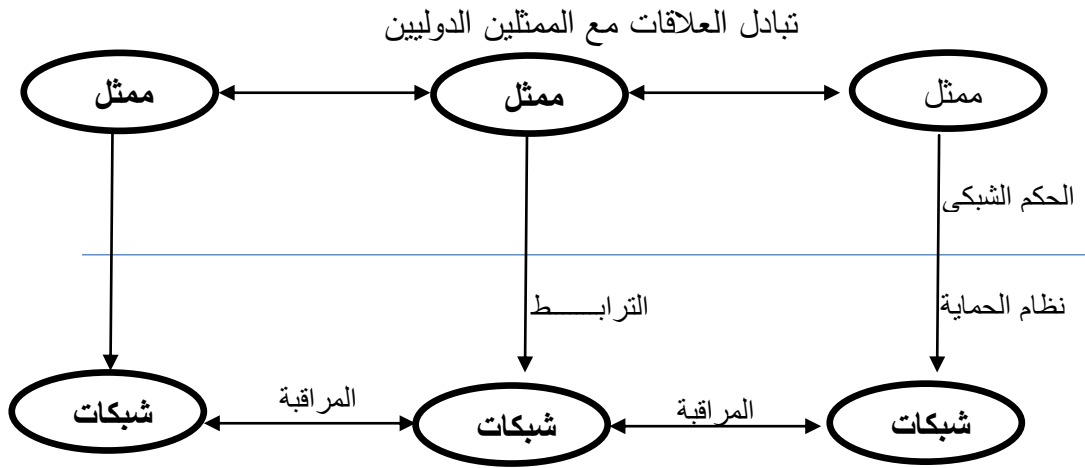 تبادل العلاقات مع الممثلين الدوليين
ممثل
ممثل
ممثل
الحكم الشبكى
نظام الحماية
الترابـــــط
شبكات
المراقبة
شبكات
المراقبة
شبكات